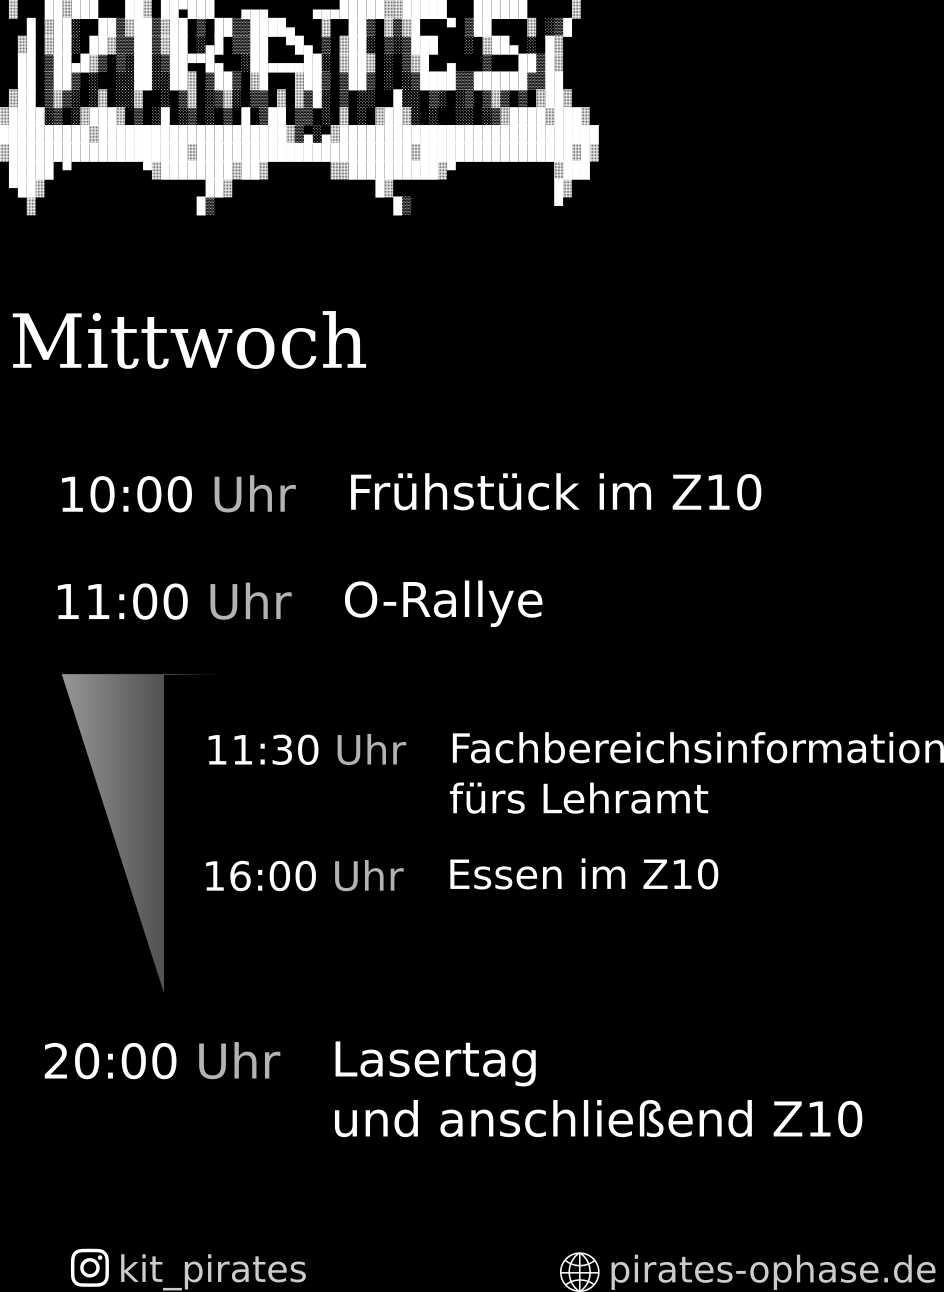 PIRATES
Mittwoch
10:00 Uhr Frühstück im Z10
11:00 Uhr O-Rallye
11:30 Uhr Fachbereichsinformation
fürs Lehramt
16:00 Uhr Essen im Z10
20:00 Uhr Lasertag
und anschließend Z10
kit_pirates
pirates-ophase.de